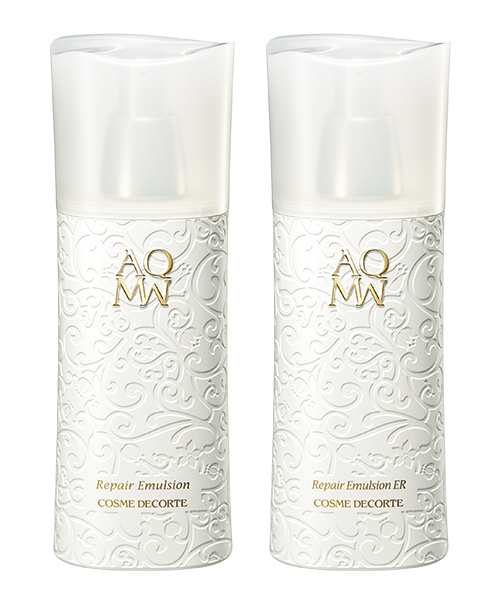 AQ
MW
Repair Emulsion
COSME DECORTE
AQ
MW
Repair Emulsion ER
COSME DECORTE